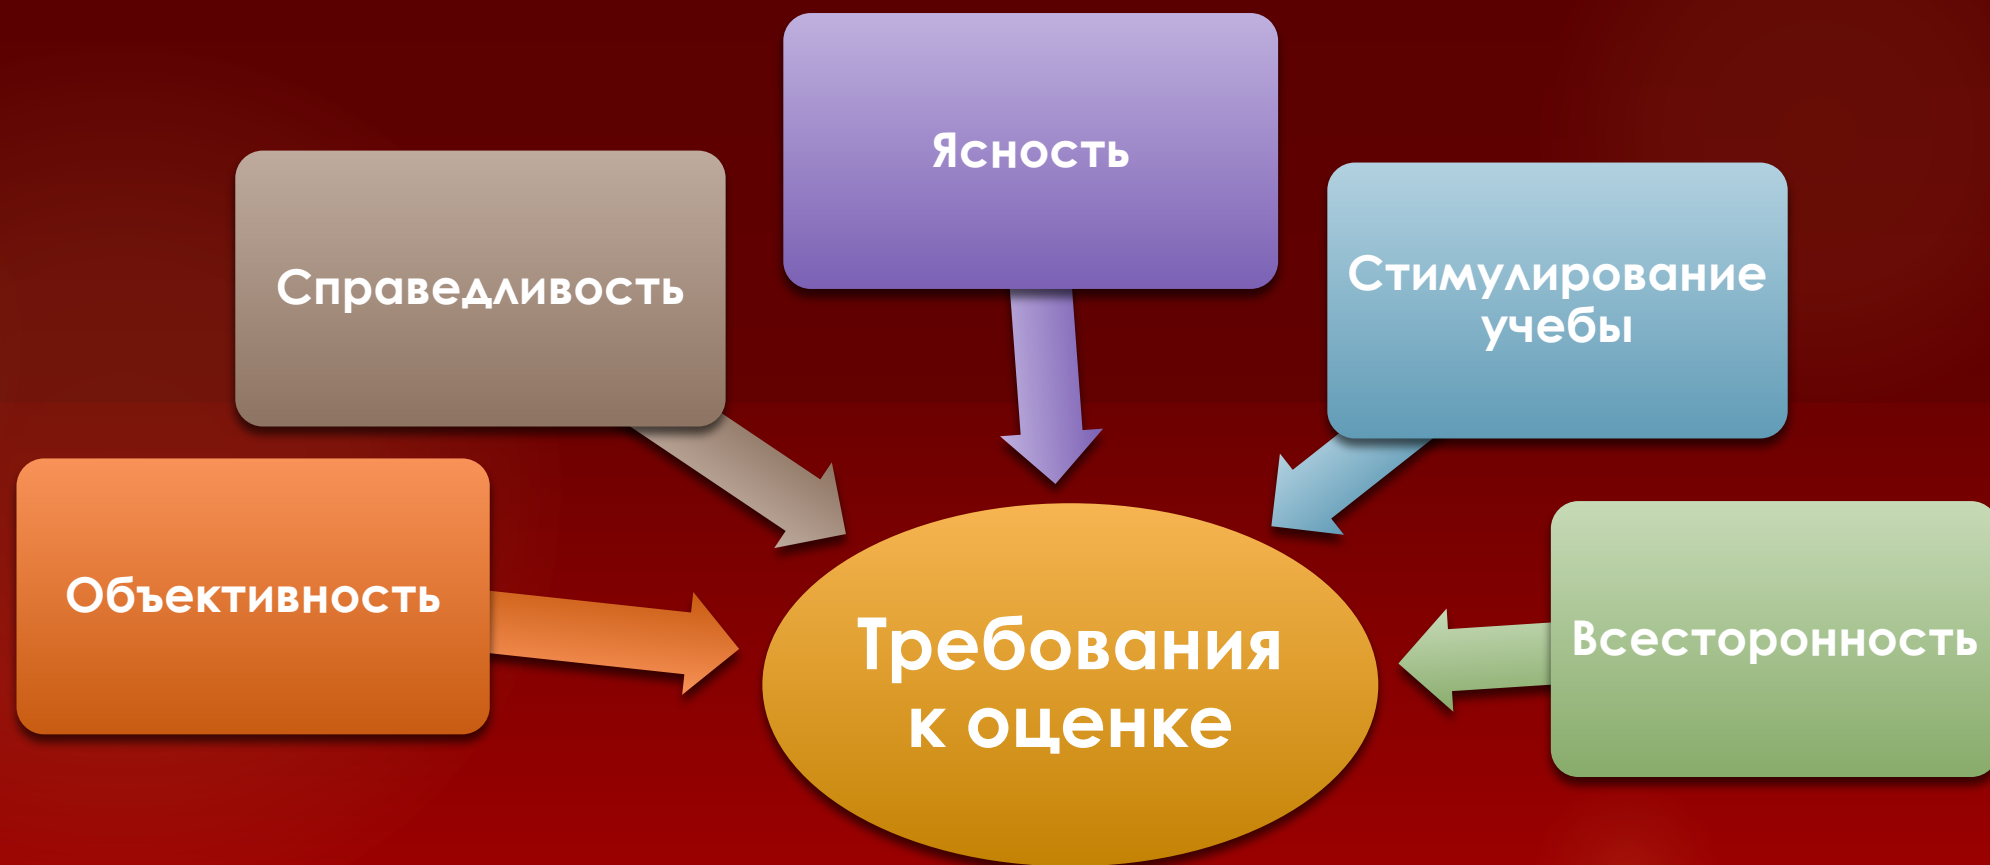 Ясность
Справедливость
Стимулирование
учебы
Объективность
Всесторонность
Требования
к оценке